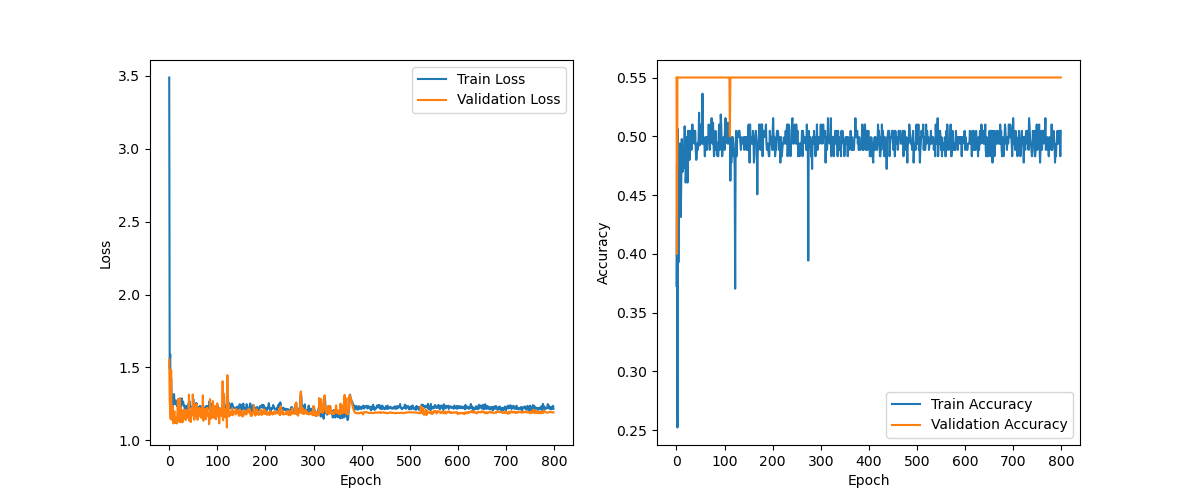 3.5
3.0
2.5
2.0
1.5
1.0
Loss
0 100 200 300 400 500 600 700 800
Epoch
Train Loss
Validation Loss
0.55
0.50
0.45
0.40
0.35
0.30
0.25
Accuracy
0 100 200 300 400 500 600 700 800
Epoch
Train Accuracy
Validation Accuracy